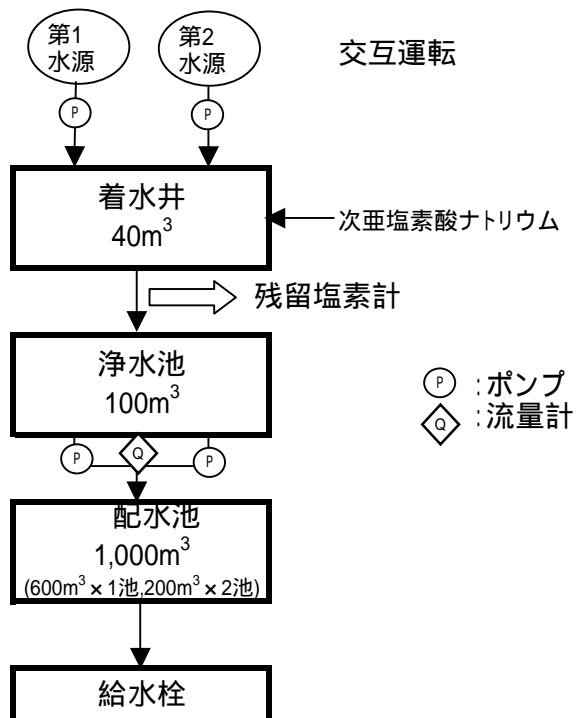 第1
水源
第2
水源
交互運転
P
P
着水井
40m³
次亜塩素酸ナトリウム
残留塩素計
浄水池
100m³
P :ポンプ
Q :流量計
P
Q
P
配水池
1,000m³
(600m³×1池,200m³×2池)
給水栓